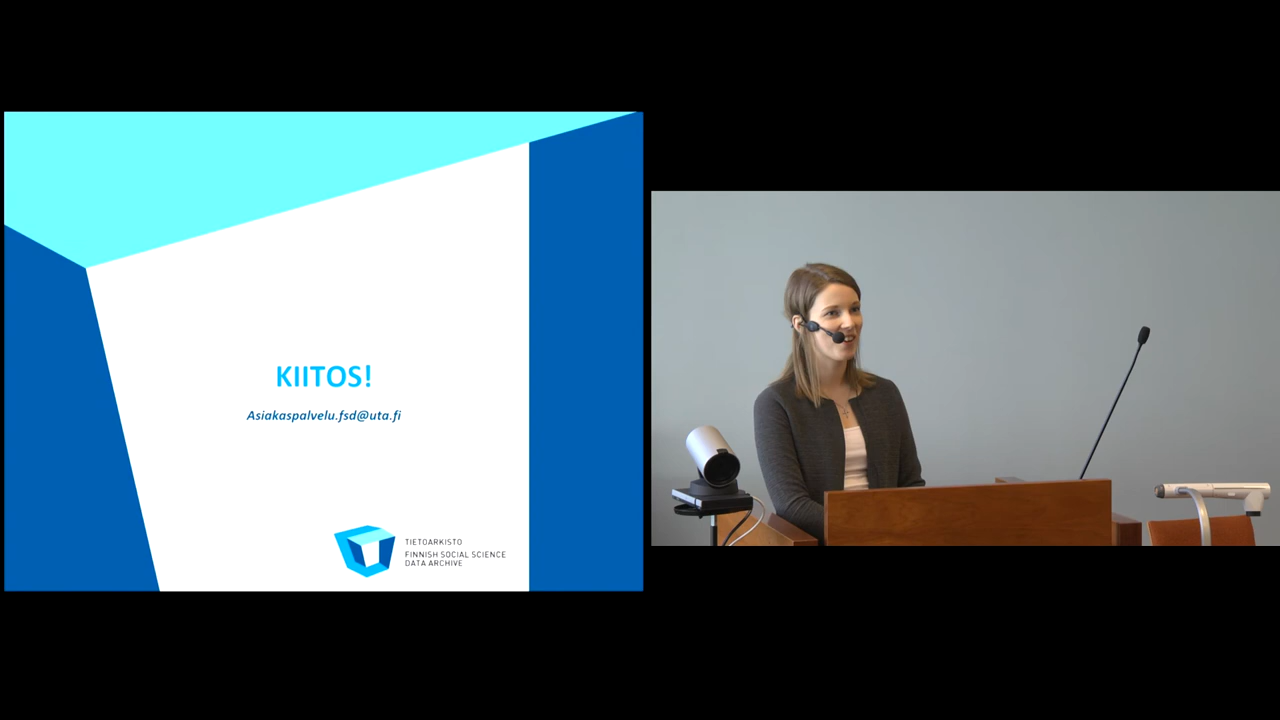 KIITOS!
Asiakaspalvelu.fsd@uta.fi
TIETOARKISTO
FINNISH SOCIAL SCIENCE
DATA ARCHIVE